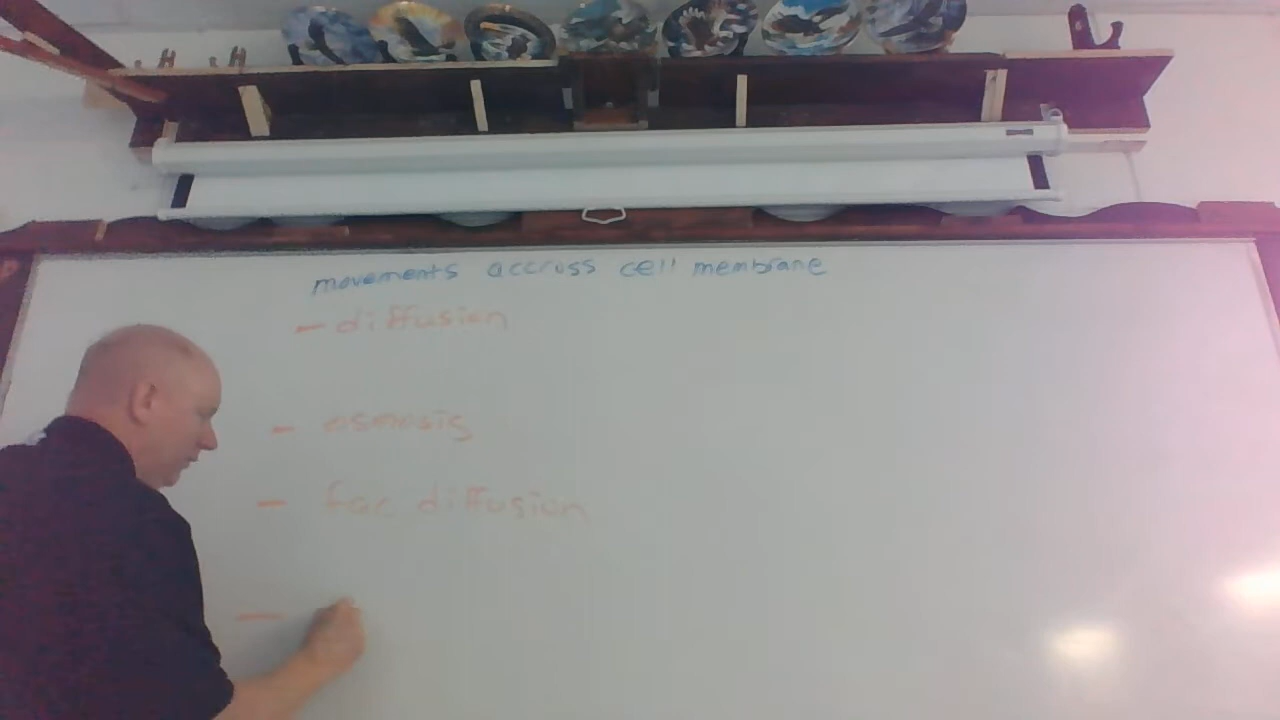 movements accross cell membrane
- diffusion
- osmosis
- fac diffusion
-